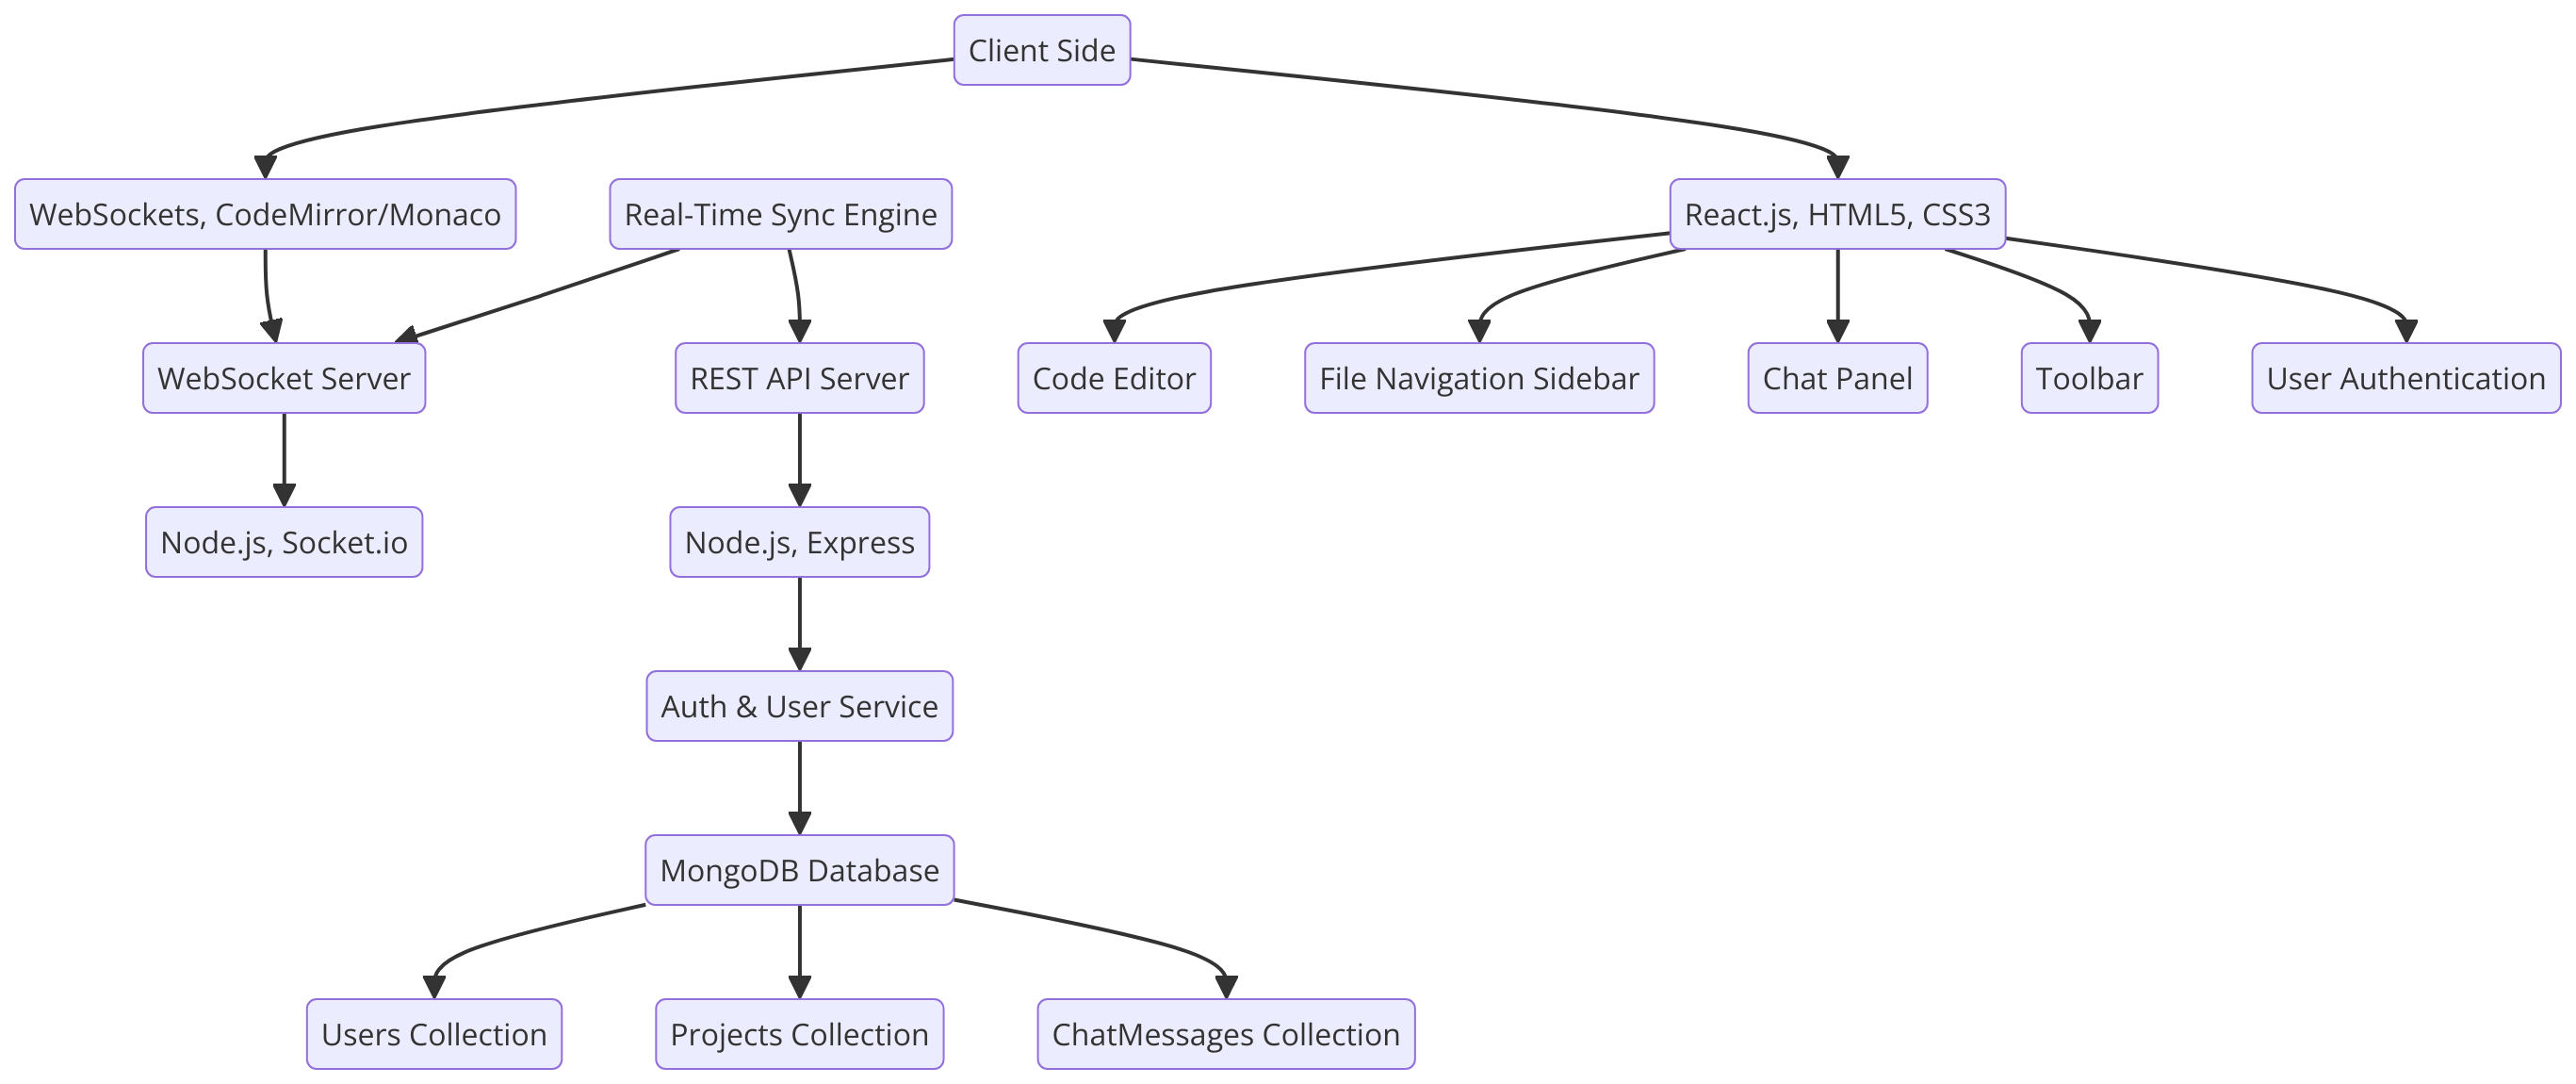 Client Side
WebSockets, CodeMirror/Monaco
Real-Time Sync Engine
React.js, HTML5, CSS3
WebSocket Server
REST API Server
Code Editor
File Navigation Sidebar
Chat Panel
Toolbar
User Authentication
Node.js, Socket.io
Node.js, Express
Auth & User Service
MongoDB Database
Users Collection
Projects Collection
ChatMessages Collection